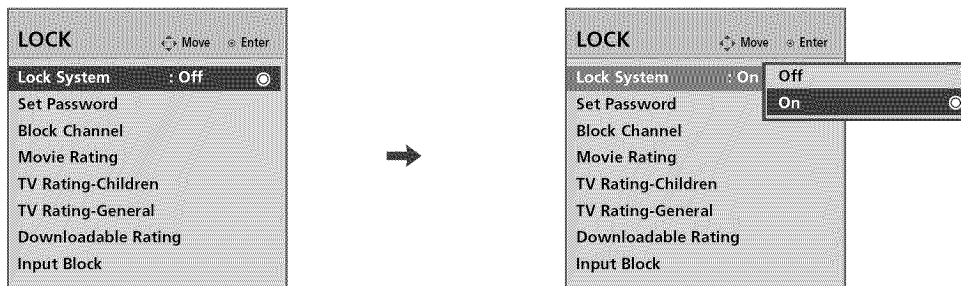 LOCK
Move Enter
Lock System : Off
Set Password
Block Channel
Movie Rating
TV Rating-Children
TV Rating-General
Downloadable Rating
Input Block
LOCK
Move Enter
Lock System : On
Off
On
Set Password
Block Channel
Movie Rating
TV Rating-Children
TV Rating-General
Downloadable Rating
Input Block